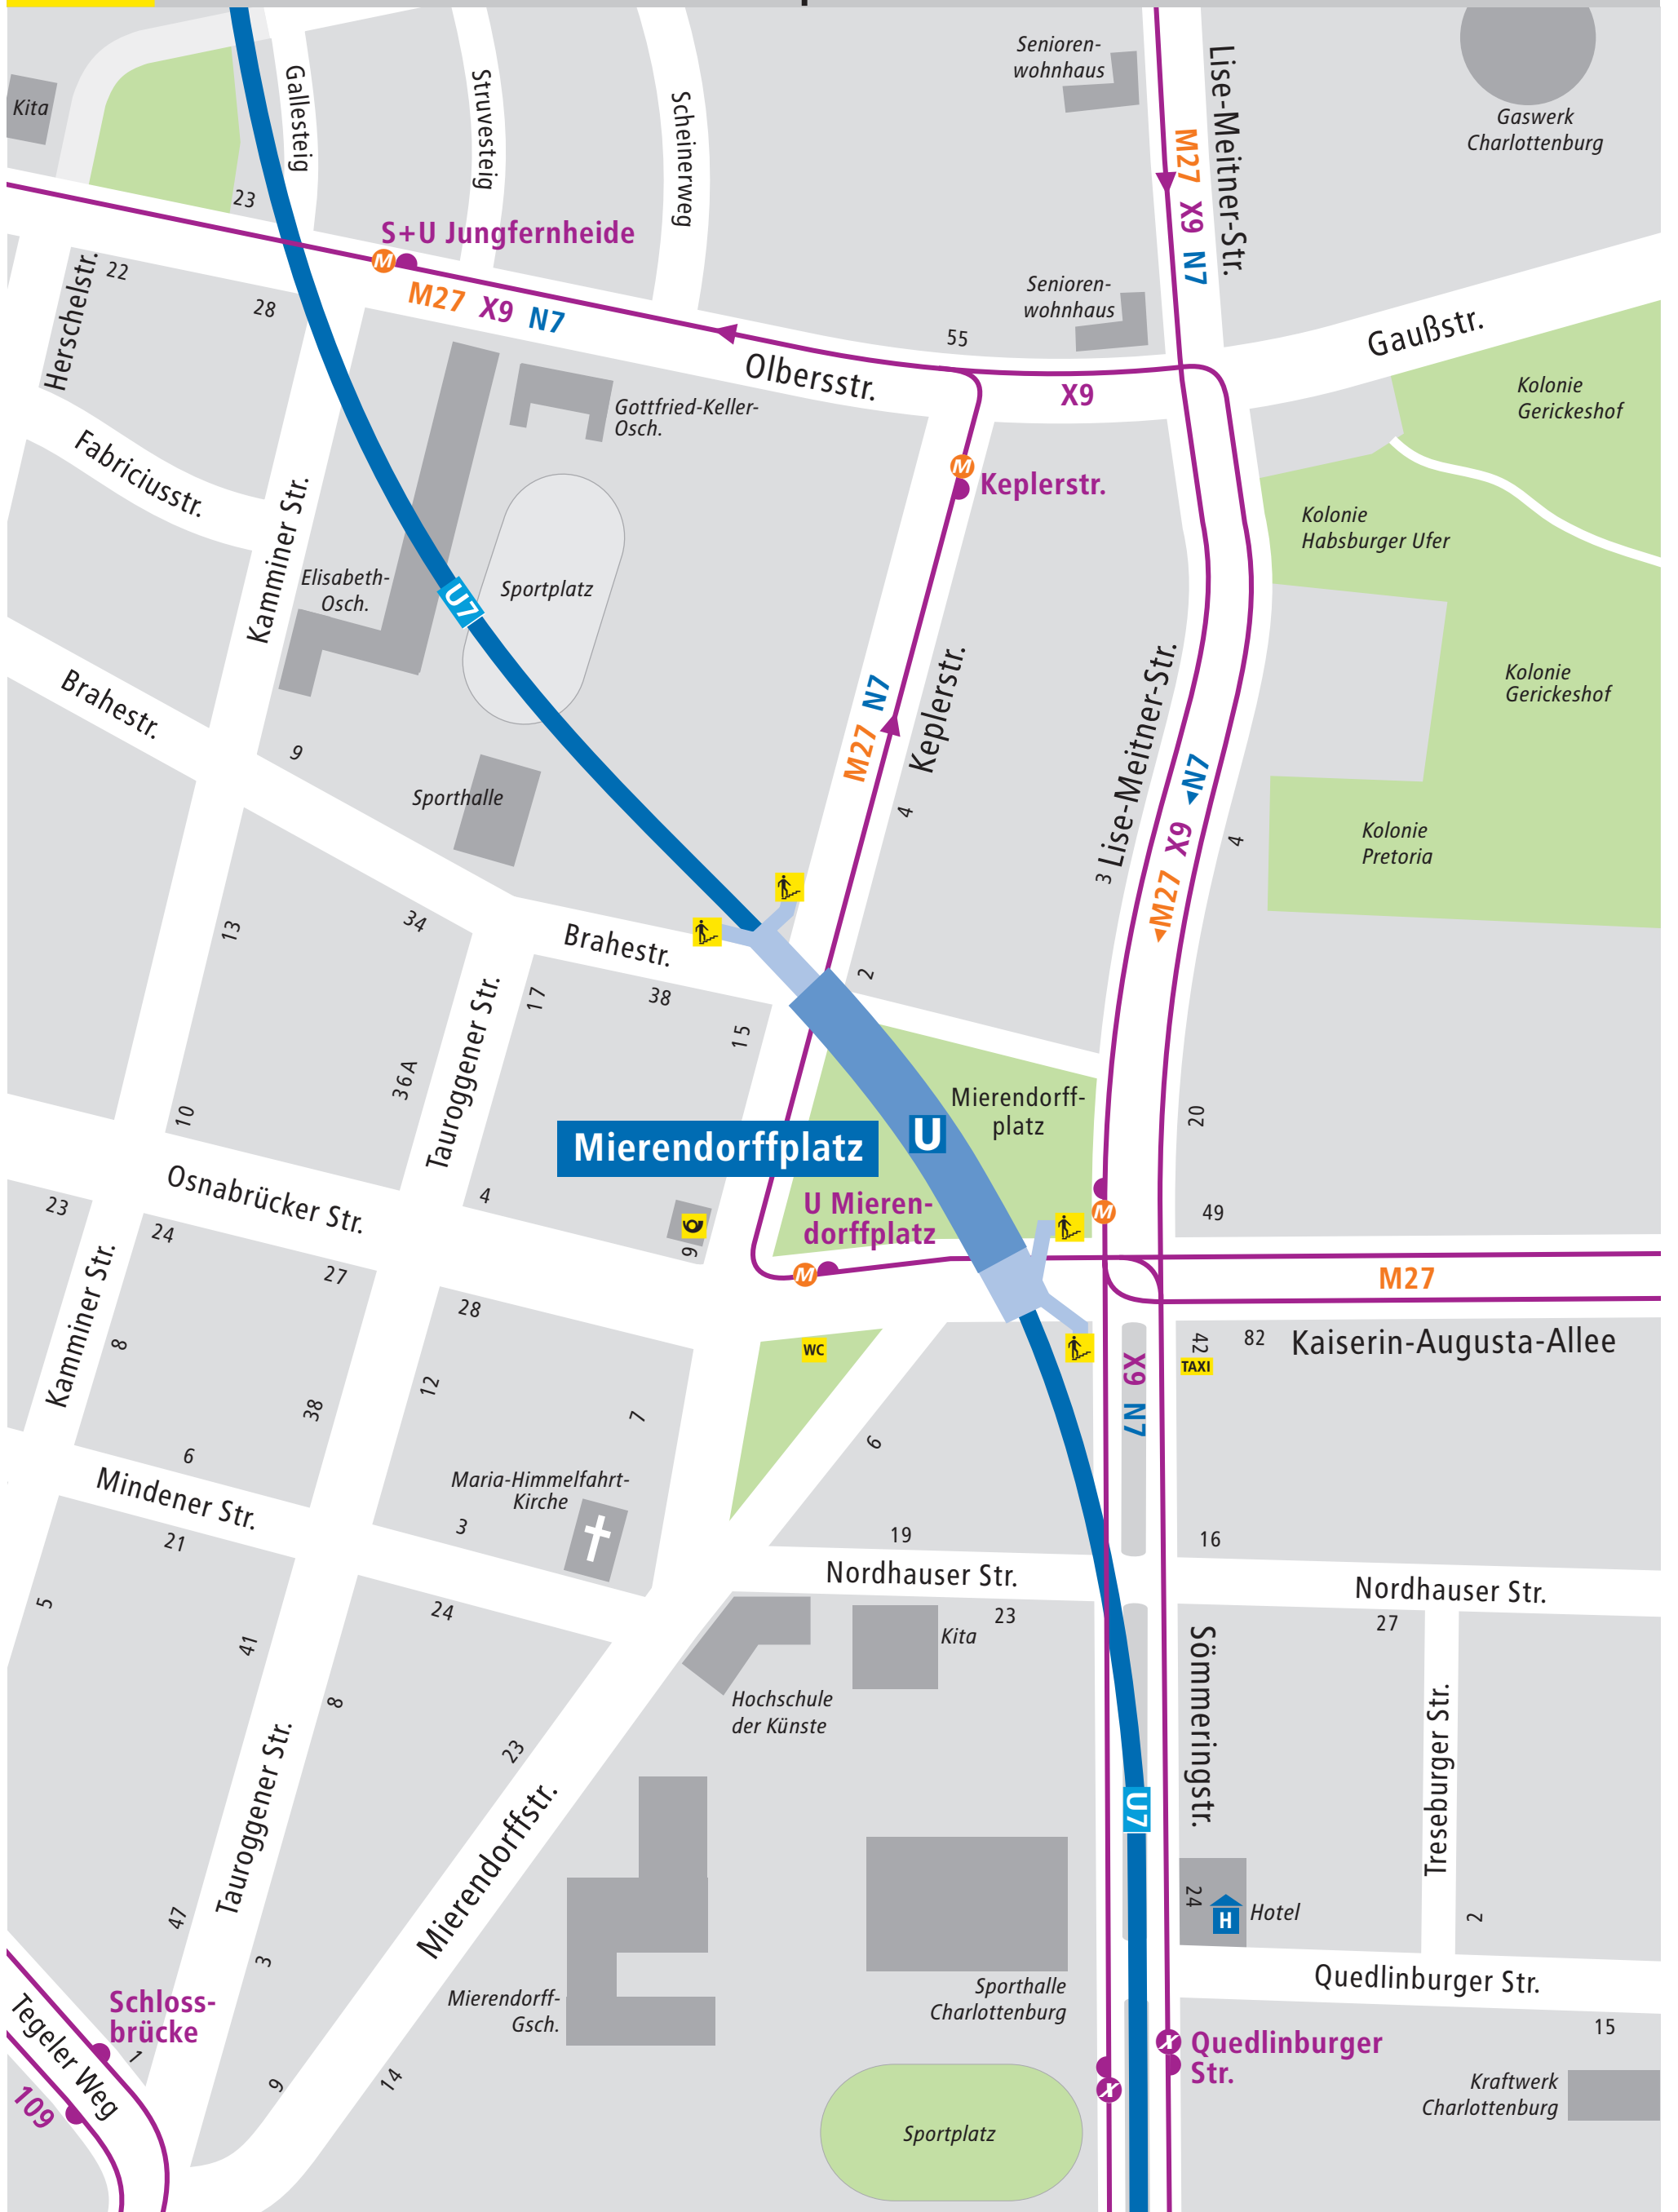 Kita
Gallesteig
Struvesteig
Scheinerweg
Senioren-
wohnhaus
Lise-Meitner-Str.
Gaswerk
Charlottenburg
M27 X9 N7
23
S+U Jungfernheide
M
M27 X9 N7
Herschelstr.
22
28
Senioren-
wohnhaus
55
Gaußstr.
Olbersstr.
X9
Kolonie
Gerickeshof
Gottfried-Keller-
Osch.
Fabriciusstr.
Kamminer Str.
M
Keplerstr.
Kolonie
Habsburger Ufer
Elisabeth-
Osch.
U7
Sportplatz
Brahestr.
9
M27 N7
Keplerstr.
4
Lise-Meitner-Str.
3
Kolonie
Gerickeshof
Sporthalle
N7
M27 X9
4
Kolonie
Pretoria
13
34
Brahestr.
2
17
38
15
Tauroggener Str.
36A
10
Mierendorff-
platz
20
U
Mierendorffplatz
Osnabrücker Str.
23
24
4
9
U Mieren-
dorffplatz
M
M
49
27
28
M27
Kamminer Str.
8
WC
42
TAXI
82
Kaiserin-Augusta-Allee
X9 N7
12
38
7
6
6
Mindener Str.
Maria-Himmelfahrt-
Kirche
21
3
19
16
Nordhauser Str.
Nordhauser Str.
5
24
23
27
41
Kita
8
Hochschule
der Künste
Sömmeringstr.
Treseburger Str.
23
Tauroggener Str.
Mierendorffstr.
U7
47
24
H
Hotel
2
3
Quedlinburger Str.
Mierendorff-
Gsch.
Sporthalle
Charlottenburg
Schloss-
brücke
Tegeler Weg
1
109
9
14
X
X
Quedlinburger
Str.
15
Kraftwerk
Charlottenburg
Sportplatz